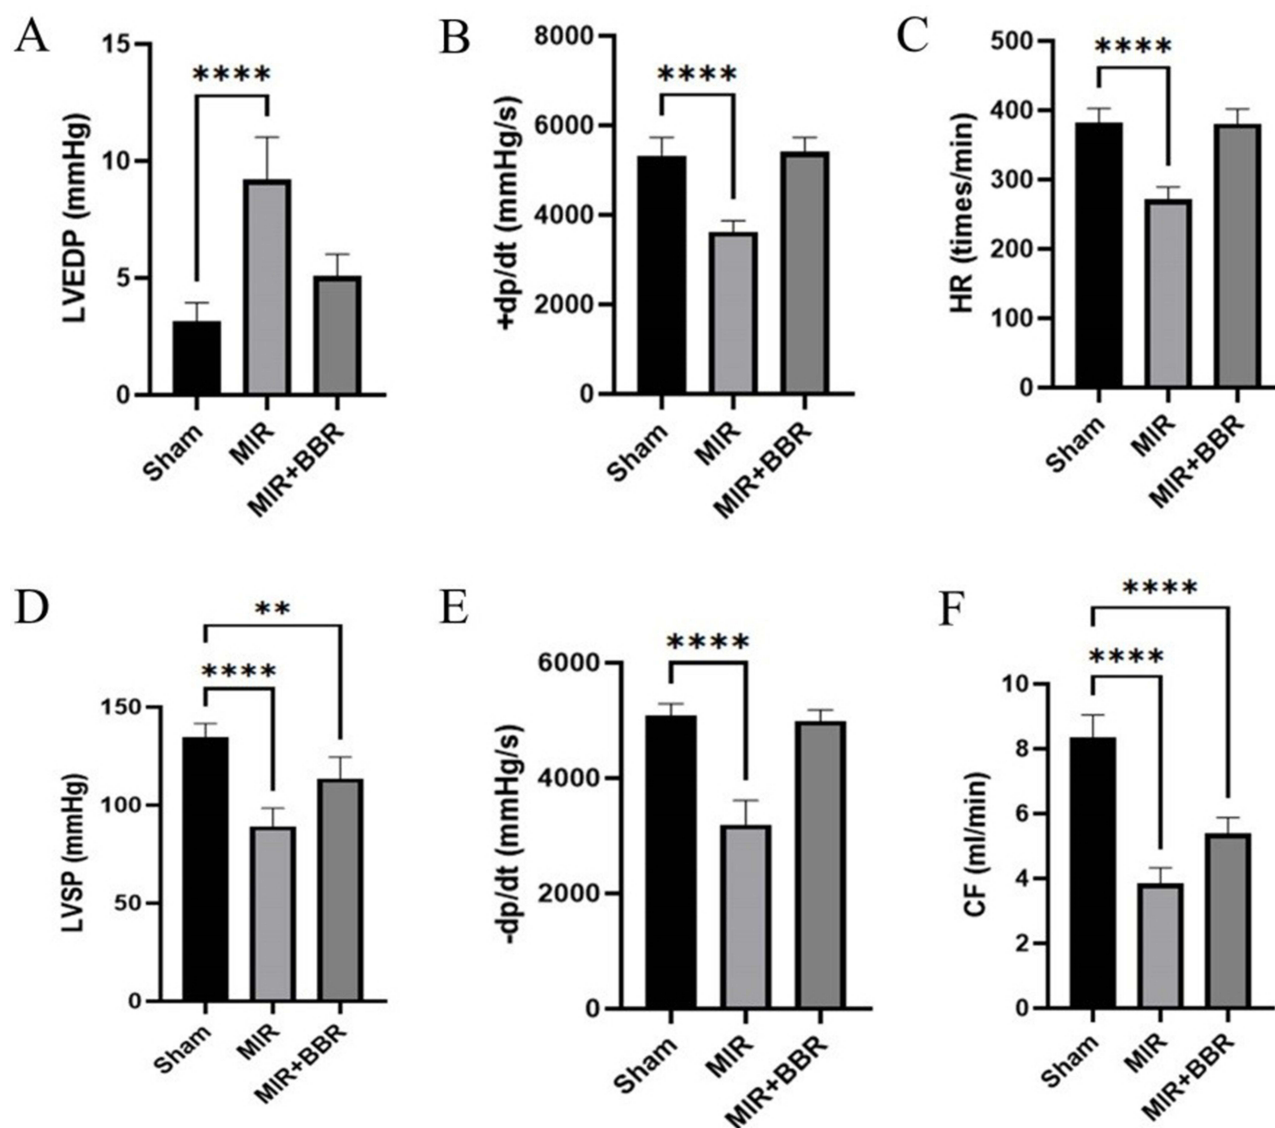 A
LVEDP (mmHg)
15
10
5
0
****
Sham
MIR
MIR+BBR
B
+dp/dt (mmHg/s)
8000
6000
4000
2000
0
****
Sham
MIR
MIR+BBR
C
HR (times/min)
500
400
300
200
100
0
****
Sham
MIR
MIR+BBR
D
LVSP (mmHg)
150
100
50
0
**
****
Sham
MIR
MIR+BBR
E
-dp/dt (mmHg/s)
6000
4000
2000
0
****
Sham
MIR
MIR+BBR
F
CF (ml/min)
10
8
6
4
2
0
****
****
Sham
MIR
MIR+BBR